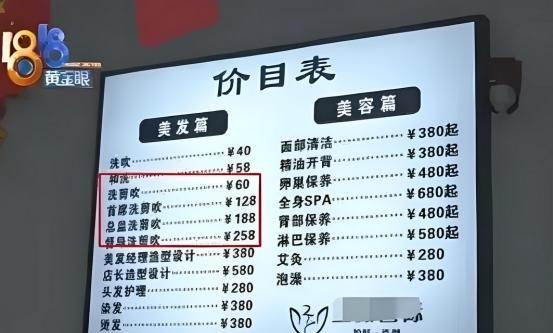 1818
黄金眼
价目表
美发篇
洗吹 ¥40
¥58
洗剪吹 ¥60
首席洗剪吹 ¥128
总监洗剪吹 ¥188
督导洗剪吹 ¥258
美发经理造型设计 ¥380
店长造型设计 ¥580
头发护理 ¥280
染发 ¥380
烫发
美容篇
面部清洁 ¥380起
精油开背 ¥380起
卵巢保养 ¥480起
全身SPA ¥680起
肾部保养 ¥480起
淋巴保养 ¥580起
艾灸 ¥280
泡澡 ¥380